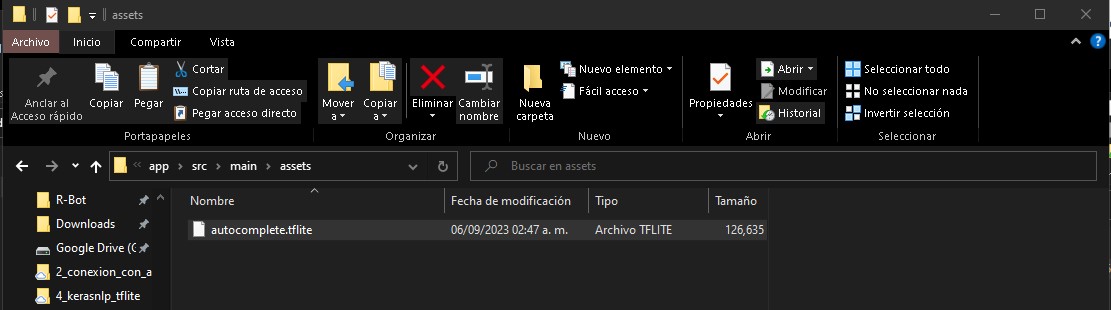 assets
Archivo Inicio Compartir Vista
Anclar al
Acceso rápido
Copiar
Pegar
Cortar
Copiar ruta de acceso
Pegar acceso directo
Portapapeles
Mover
a
Copiar
a
Eliminar
Cambiar
nombre
Organizar
Nueva
carpeta
Nuevo elemento
Fácil acceso
Nuevo
Propiedades
Abrir
Modificar
Historial
Abrir
Seleccionar todo
No seleccionar nada
Invertir selección
Seleccionar
« app › src › main › assets
Buscar en assets
R-Bot
Downloads
Google Drive (G
2_conexion_con_a
4_kerasnlp_tflite
Nombre Fecha de modificación Tipo Tamaño
autocomplete.tflite 06/09/2023 02:47 a. m. Archivo TFLITE 126,635